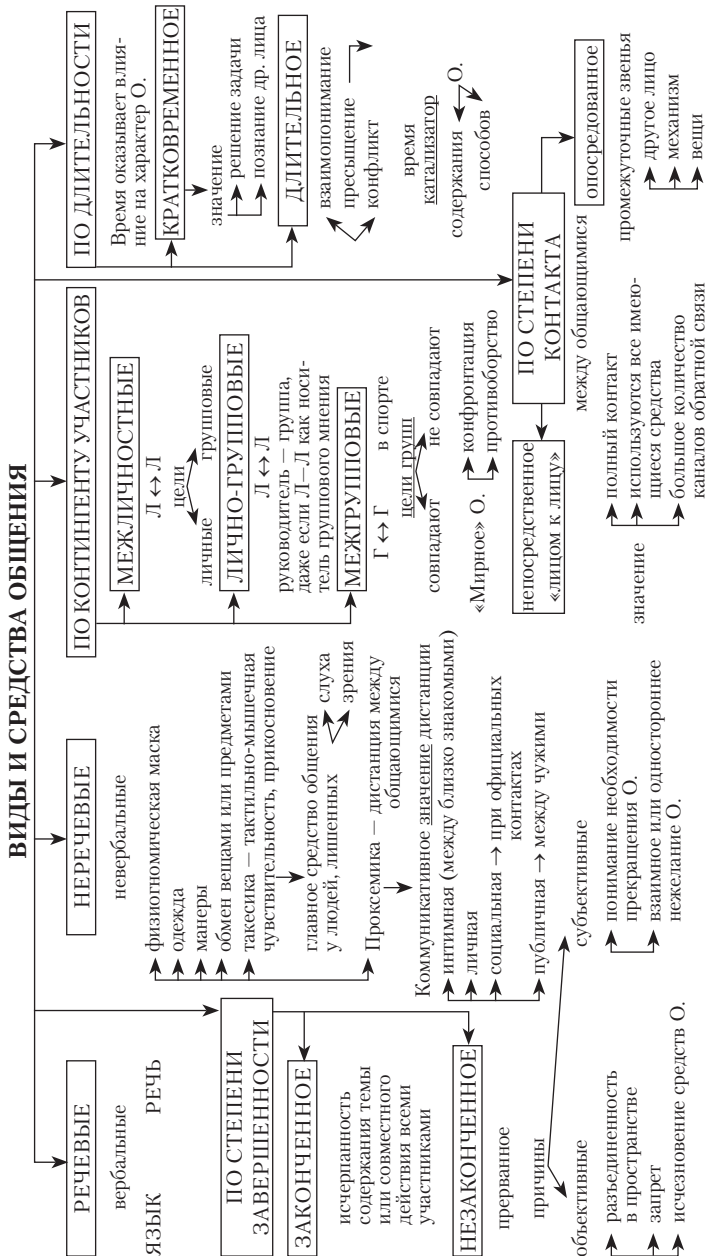 ВИДЫ И СРЕДСТВА ОБЩЕНИЯ
РЕЧЕВЫЕ
вербальные
ЯЗЫК РЕЧЬ
ПО СТЕПЕНИ
ЗАВЕРШЕННОСТИ
ЗАКОНЧЕННОЕ
исчерпанность
содержания темы
или совместного
действия всеми
участниками
НЕЗАКОНЧЕННОЕ
прерванное
причины
объективные
разъединенность
в пространстве
запрет
исчезновение средств О.
субъективные
понимание необходимости
прекращения О.
взаимное или одностороннее
нежелание О.
НЕРЕЧЕВЫЕ
невербальные
физиогномическая маска
одежда
манеры
обмен вещами или предметами
такесика — тактильно-мышечная
чувствительность, прикосновение
главное средство общения
у людей, лишенных
слуха
зрения
Проксемика — дистанция между
общающимися
Коммуникативное значение дистанции
интимная (между близко знакомыми)
личная
социальная → при официальных
контактах
публичная → между чужими
ПО КОНТИНГЕНТУ УЧАСТНИКОВ
МЕЖЛИЧНОСТНЫЕ
Л ↔ Л
цели
личные групповые
ЛИЧНО-ГРУППОВЫЕ
Л ↔ Л
руководитель — группа,
даже если Л—Л как носи-
тель группового мнения
МЕЖГРУППОВЫЕ
Г ↔ Г в спорте
цели групп
совпадают не совпадают
«Мирное» О.
конфронтация
противоборство
ПО ДЛИТЕЛЬНОСТИ
Время оказывает влия-
ние на характер О.
КРАТКОВРЕМЕННОЕ
значение
решение задачи
познание др. лица
ДЛИТЕЛЬНОЕ
взаимопонимание
пресыщение
конфликт
время
катализатор
содержания О.
способов
ПО СТЕПЕНИ
КОНТАКТА
между общающимися
непосредственное
«лицом к лицу»
значение
полный контакт
используются все имею-
щиеся средства
большое количество
каналов обратной связи
опосредованное
промежуточные звенья
другое лицо
механизм
вещи